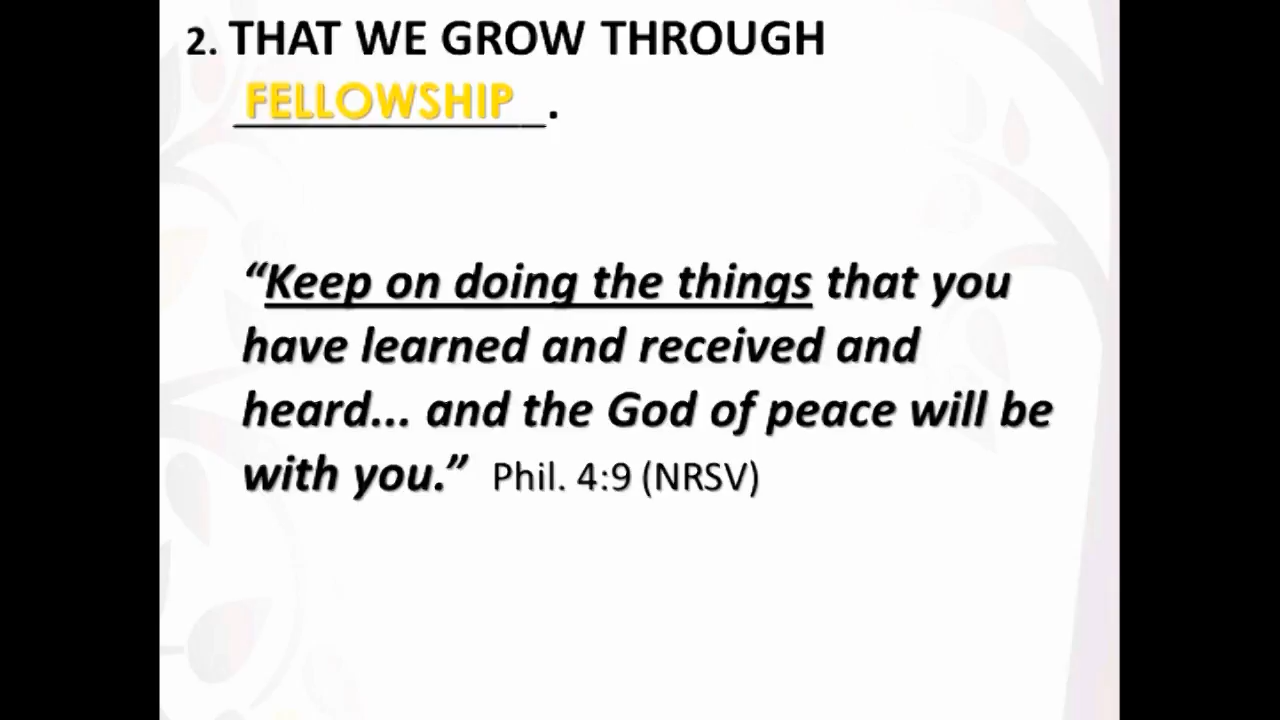 2. THAT WE GROW THROUGH
FELLOWSHIP.
“Keep on doing the things that you
have learned and received and
heard... and the God of peace will be
with you.” Phil. 4:9 (NRSV)